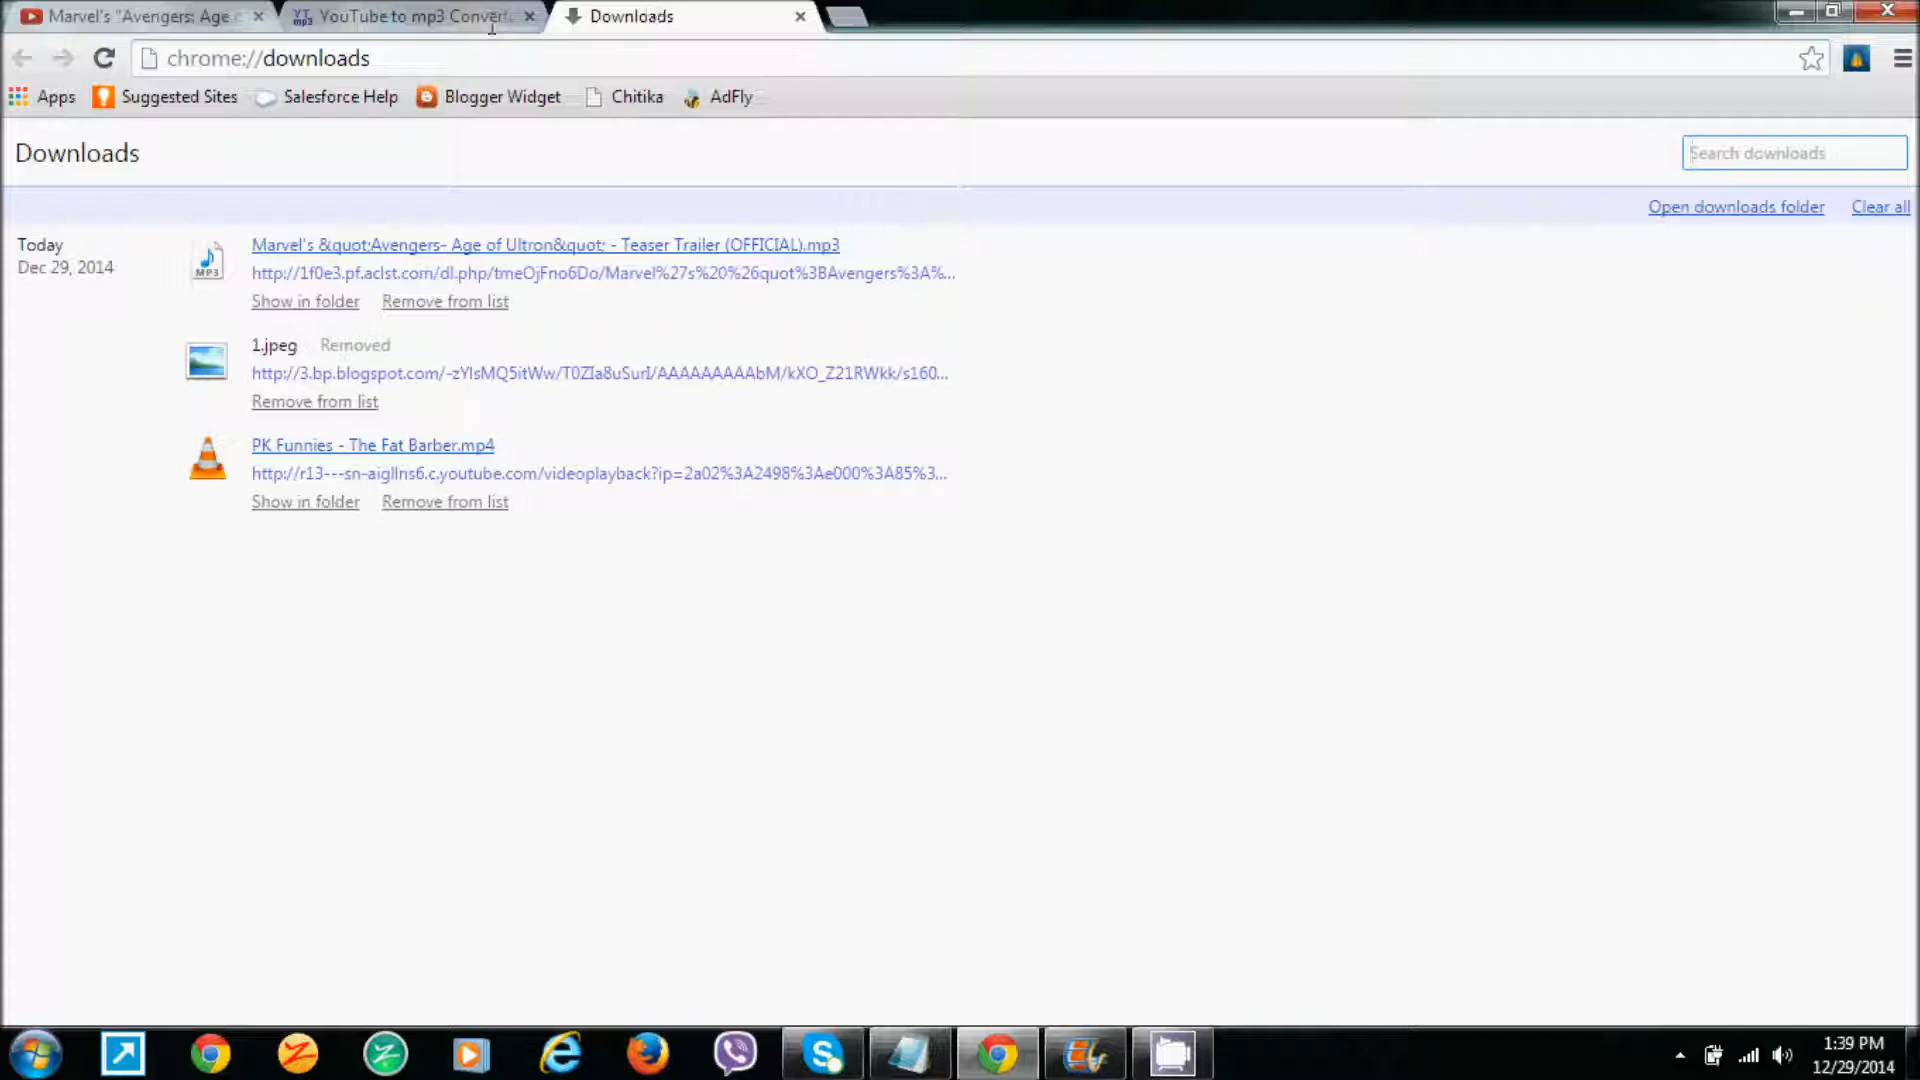 Marvel's "Avengers: Age
YouTube to mp3 Convert
Downloads
chrome://downloads
Apps
Suggested Sites
Salesforce Help
Blogger Widget
Chitika
AdFly
Downloads
Search downloads
Open downloads folder
Clear all
Today
Dec 29, 2014
MP3
Marvel's &quot;Avengers- Age of Ultron&quot; - Teaser Trailer (OFFICIAL).mp3
http://1f0e3.pf.aclst.com/dl.php/tmeOjFno6Do/Marvel%27s%20%26quot%3BAvengers%3A%...
Show in folder
Remove from list
1.jpeg
Removed
http://3.bp.blogspot.com/-zYIsMQ5itWw/T0ZIa8uSurI/AAAAAAAAAbM/kXO_Z21RWkk/s160...
Remove from list
PK Funnies - The Fat Barber.mp4
http://r13---sn-aigllns6.c.youtube.com/videoplayback?ip=2a02%3A2498%3Ae000%3A85%3...
Show in folder
Remove from list
1:39 PM
12/29/2014